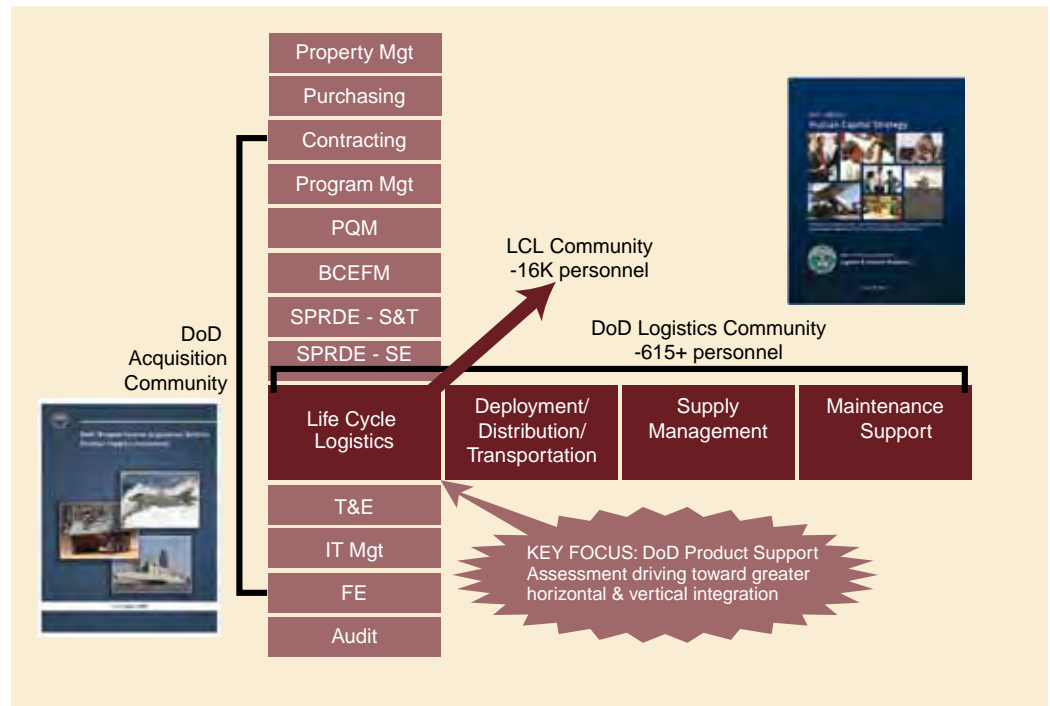 Property Mgt
Purchasing
Contracting
Program Mgt
PQM
BCEFM
SPRDE - S&T
SPRDE - SE
Human Capital Strategy
LCL Community
-16K personnel
DoD Logistics Community
-615+ personnel
DoD
Acquisition
Community
Life Cycle
Logistics
Deployment/
Distribution/
Transportation
Supply
Management
Maintenance
Support
T&E
IT Mgt
FE
Audit
KEY FOCUS: DoD Product Support
Assessment driving toward greater
horizontal & vertical integration